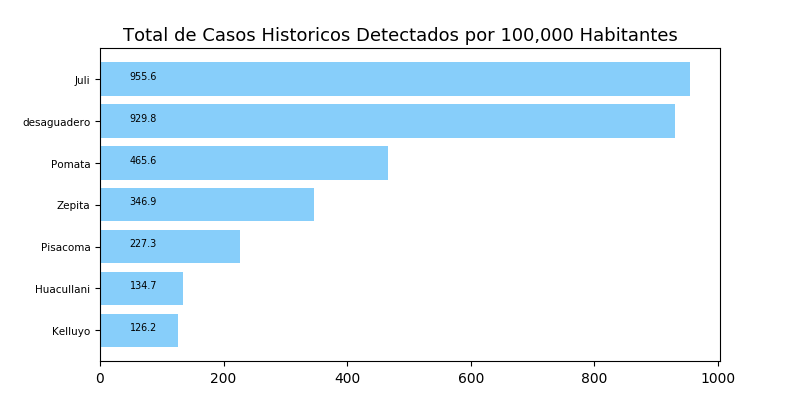 Total de Casos Historicos Detectados por 100,000 Habitantes
Juli 955.6
desaguadero 929.8
Pomata 465.6
Zepita 346.9
Pisacoma 227.3
Huacullani 134.7
Kelluyo 126.2
0 200 400 600 800 1000